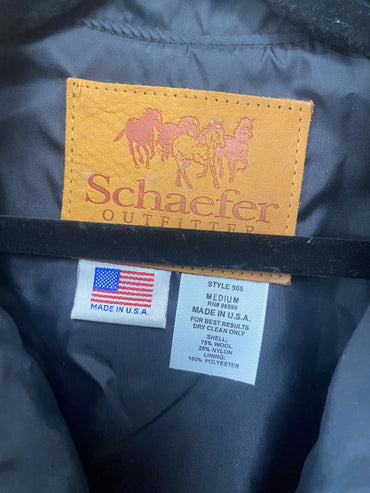 Schaefer
OUTFITTER
MADE IN U.S.A.
STYLE 905
MEDIUM
RN# 98599
MADE IN U.S.A.
FOR BEST RESULTS
DRY CLEAN ONLY
SHELL:
75% WOOL
25% NYLON
LINING:
100% POLYESTER